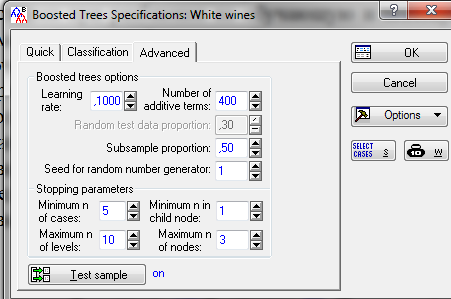 Boosted Trees Specifications: White wines
?
OK
Cancel
Options
SELECT CASES S
W
Quick Classification Advanced
Boosted trees options
Learning rate: ,1000 Number of additive terms: 400
Random test data proportion: ,30
Subsample proportion: ,50
Seed for random number generator: 1
Stopping parameters
Minimum n of cases: 5 Minimum n in child node: 1
Maximum n of levels: 10 Maximum n of nodes: 3
Test sample on